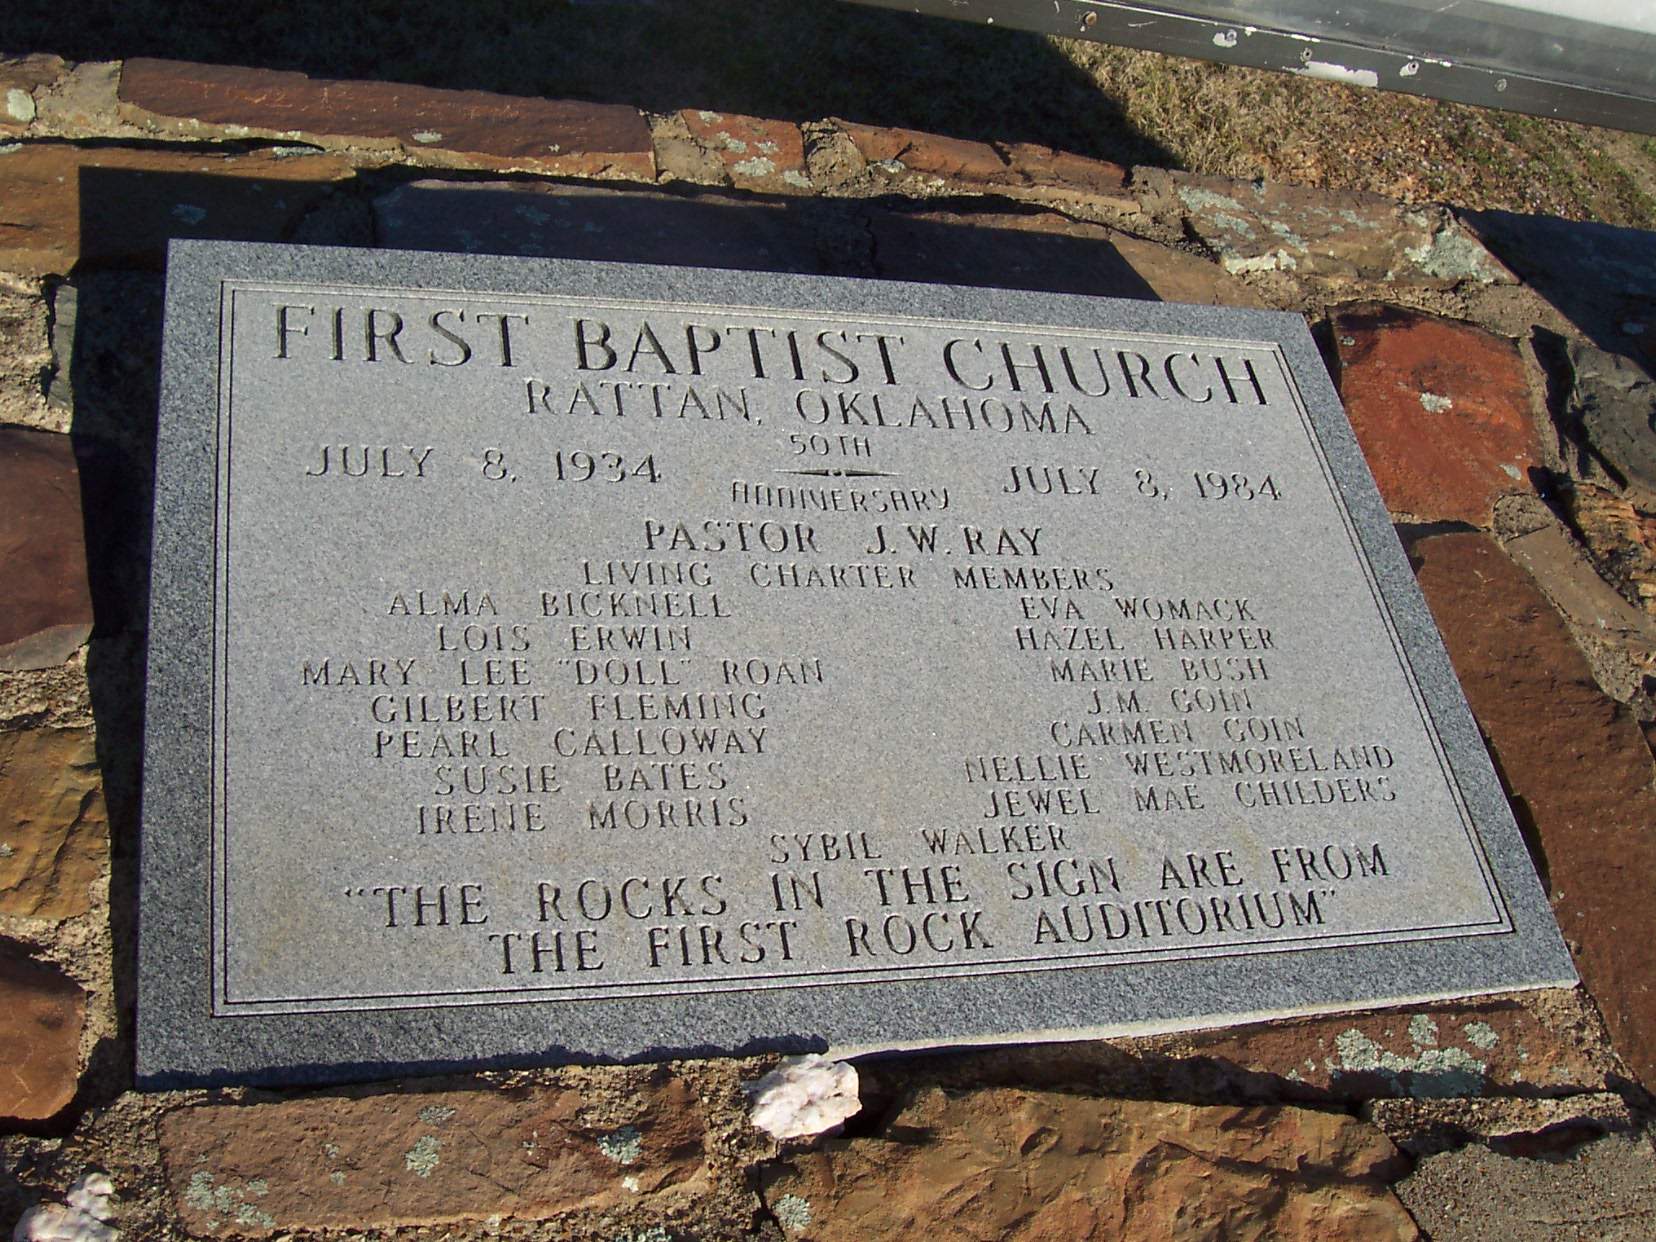 FIRST BAPTIST CHURCH
RATTAN, OKLAHOMA
50TH
JULY 8, 1934
JULY 8, 1984
ANNIVERSARY
PASTOR J.W. RAY
LIVING CHARTER MEMBERS
ALMA BICKNELL
LOIS ERWIN
MARY LEE "DOLL" ROAN
GILBERT FLEMING
PEARL CALLOWAY
SUSIE BATES
IRENE MORRIS
EVA WOMACK
HAZEL HARPER
MARIE BUSH
J.M. GOIN
CARMEN GOIN
NELLIE WESTMORELAND
JEWEL MAE CHILDERS
SYBIL WALKER
"THE ROCKS IN THE SIGN ARE FROM
THE FIRST ROCK AUDITORIUM"